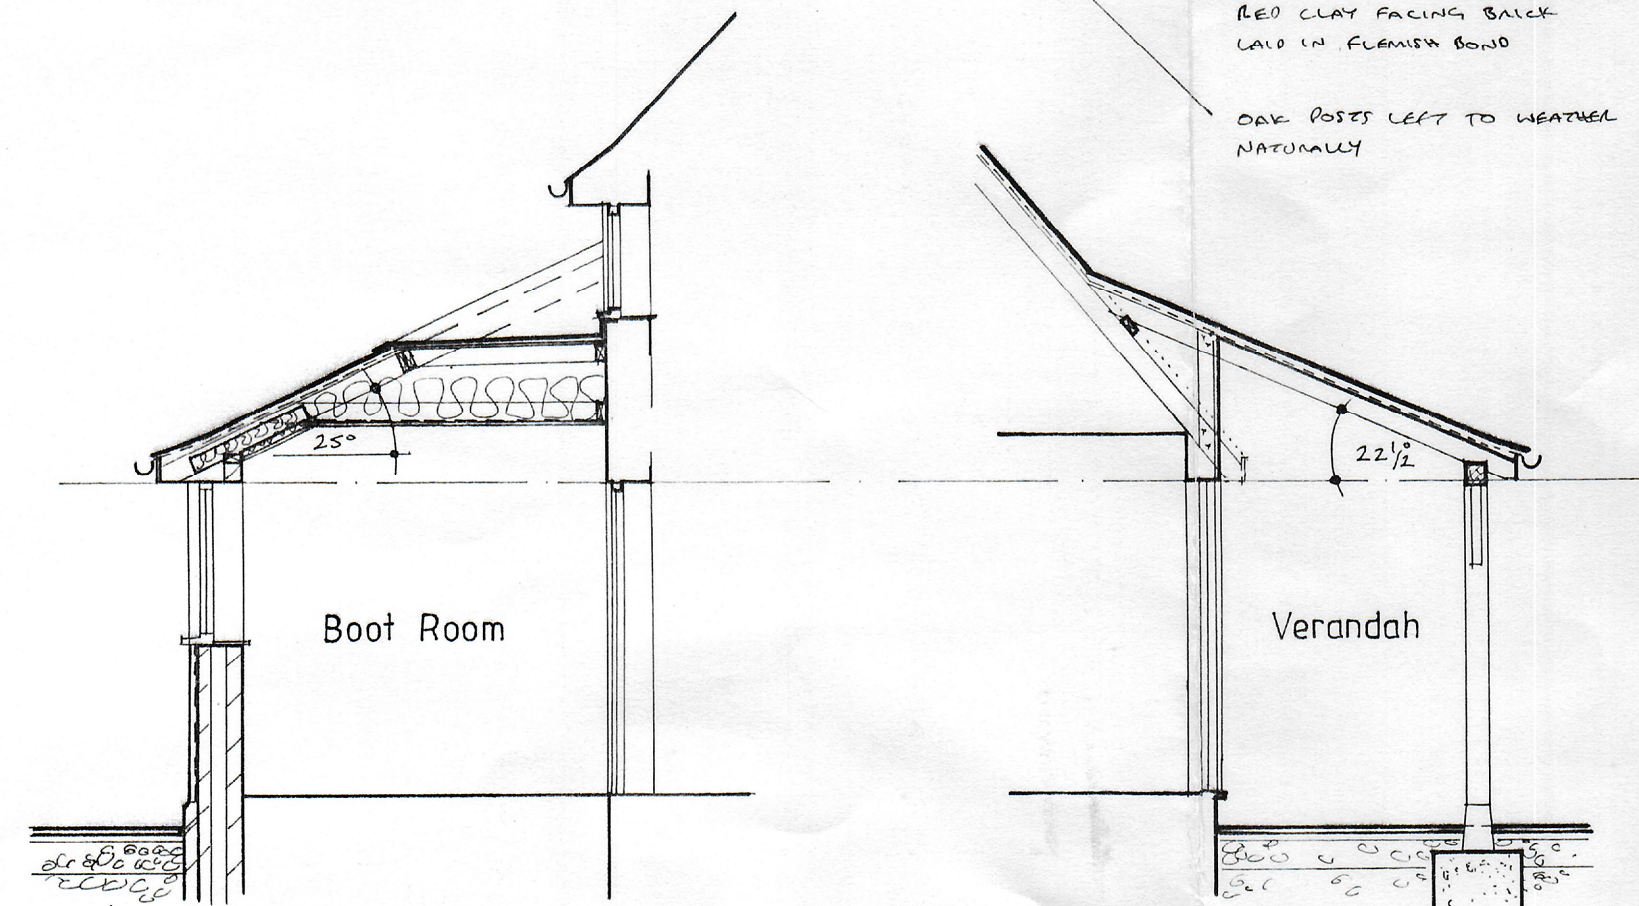 RED CLAY FACING BRICK
LAID IN FLEMISH BOND
OAK POSTS LEFT TO WEATHER
NATURALLY
25°
22½°
Boot Room
Verandah